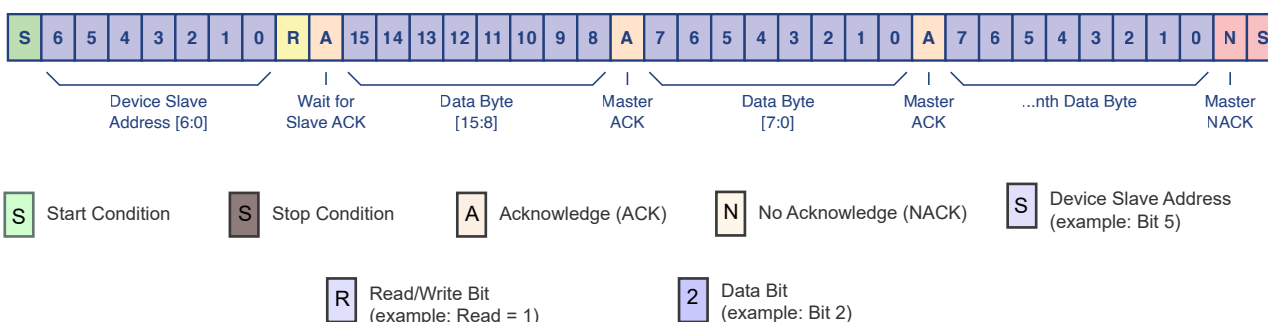 S 6 5 4 3 2 1 0 R A 15 14 13 12 11 10 9 8 A 7 6 5 4 3 2 1 0 A 7 6 5 4 3 2 1 0 N S
Device Slave
Address [6:0]
Wait for
Slave ACK
Data Byte
[15:8]
Master
ACK
Data Byte
[7:0]
Master
ACK
...nth Data Byte
Master
NACK
S Start Condition
S Stop Condition
A Acknowledge (ACK)
N No Acknowledge (NACK)
S Device Slave Address
(example: Bit 5)
R Read/Write Bit
(example: Read = 1)
2 Data Bit
(example: Bit 2)